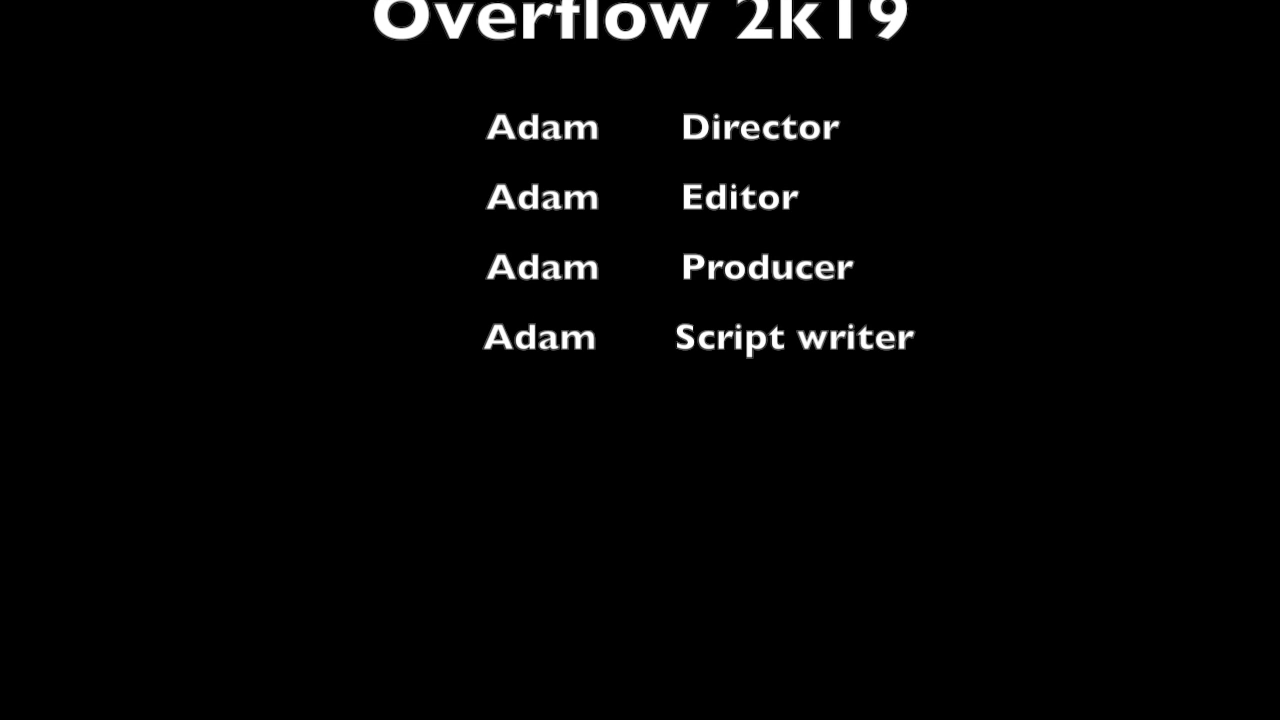 Overflow 2k19
Adam Director
Adam Editor
Adam Producer
Adam Script writer